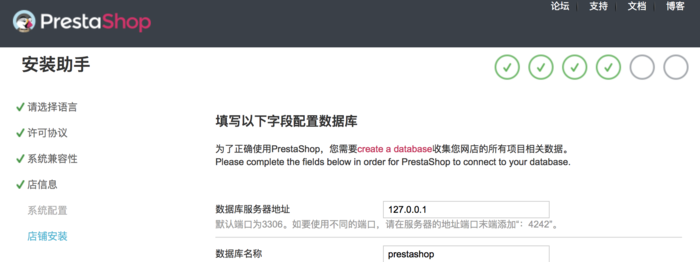 PrestaShop
论坛 支持 文档 博客
安装助手
请选择语言
许可协议
系统兼容性
店信息
系统配置
店铺安装
填写以下字段配置数据库
为了正确使用PrestaShop，您需要create a database收集您网店的所有项目相关数据。
Please complete the fields below in order for PrestaShop to connect to your database.
数据库服务器地址 127.0.0.1
默认端口为3306。如要使用不同的端口，请在服务器的地址端口末端添加“：4242”。
数据库名称 prestashop